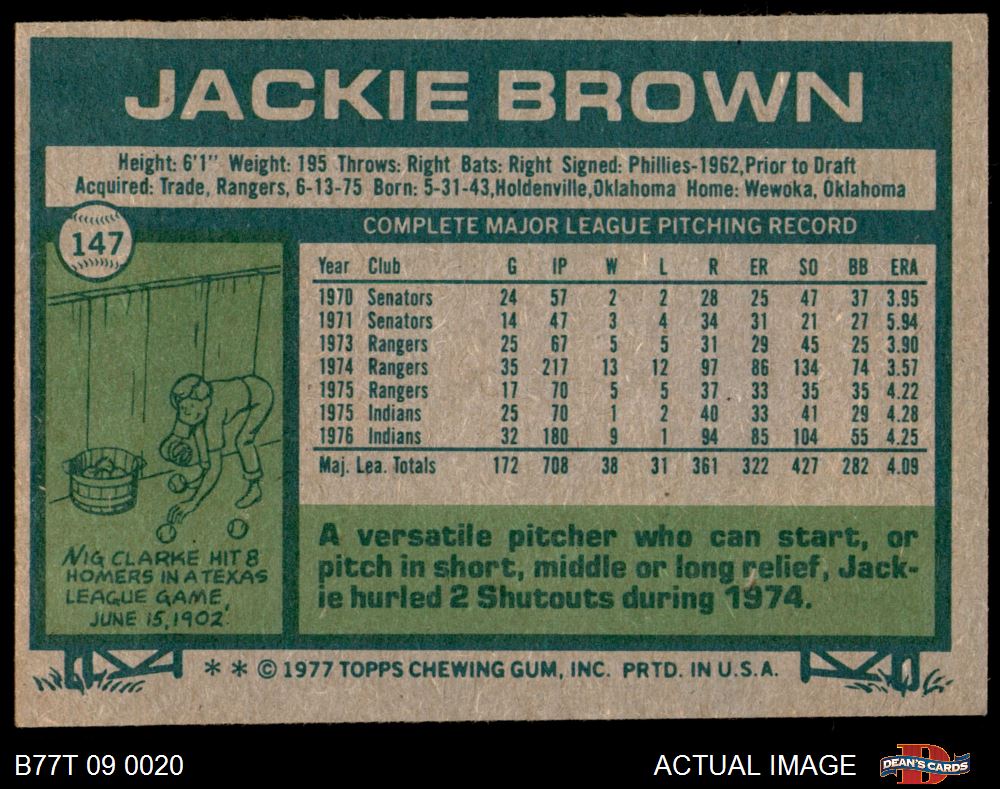 JACKIE BROWN
Height: 6'1" Weight: 195 Throws: Right Bats: Right Signed: Phillies-1962, Prior to Draft
Acquired: Trade, Rangers, 6-13-75 Born: 5-31-43, Holdenville, Oklahoma Home: Wewoka, Oklahoma
147
COMPLETE MAJOR LEAGUE PITCHING RECORD
Year Club G IP W L R ER SO BB ERA
1970 Senators 24 57 2 2 28 25 47 37 3.95
1971 Senators 14 47 3 4 34 31 21 27 5.94
1973 Rangers 25 67 5 5 31 29 45 25 3.90
1974 Rangers 35 217 13 12 97 86 134 74 3.57
1975 Rangers 17 70 5 5 37 33 35 35 4.22
1975 Indians 25 70 1 2 40 33 41 29 4.28
1976 Indians 32 180 9 1 94 85 104 55 4.25
Maj. Lea. Totals 172 708 38 31 361 322 427 282 4.09
NIG CLARKE HIT 8
HOMERS IN A TEXAS
LEAGUE GAME,
JUNE 15, 1902.
A versatile pitcher who can start, or
pitch in short, middle or long relief, Jack-
ie hurled 2 Shutouts during 1974.
* * © 1977 TOPPS CHEWING GUM, INC. PRTD. IN U.S.A.
B77T 09 0020
ACTUAL IMAGE
D
DEAN'S CARDS